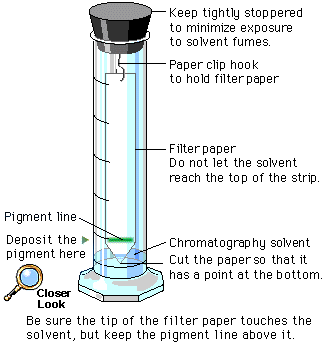 Keep tightly stoppered
to minimize exposure
to solvent fumes.
Paper clip hook
to hold filter paper
Filter paper
Do not let the solvent
reach the top of the strip.
Pigment line
Deposit the
pigment here
Chromatography solvent
Cut the paper so that it
has a point at the bottom.
Closer
Look
Be sure the tip of the filter paper touches the
solvent, but keep the pigment line above it.